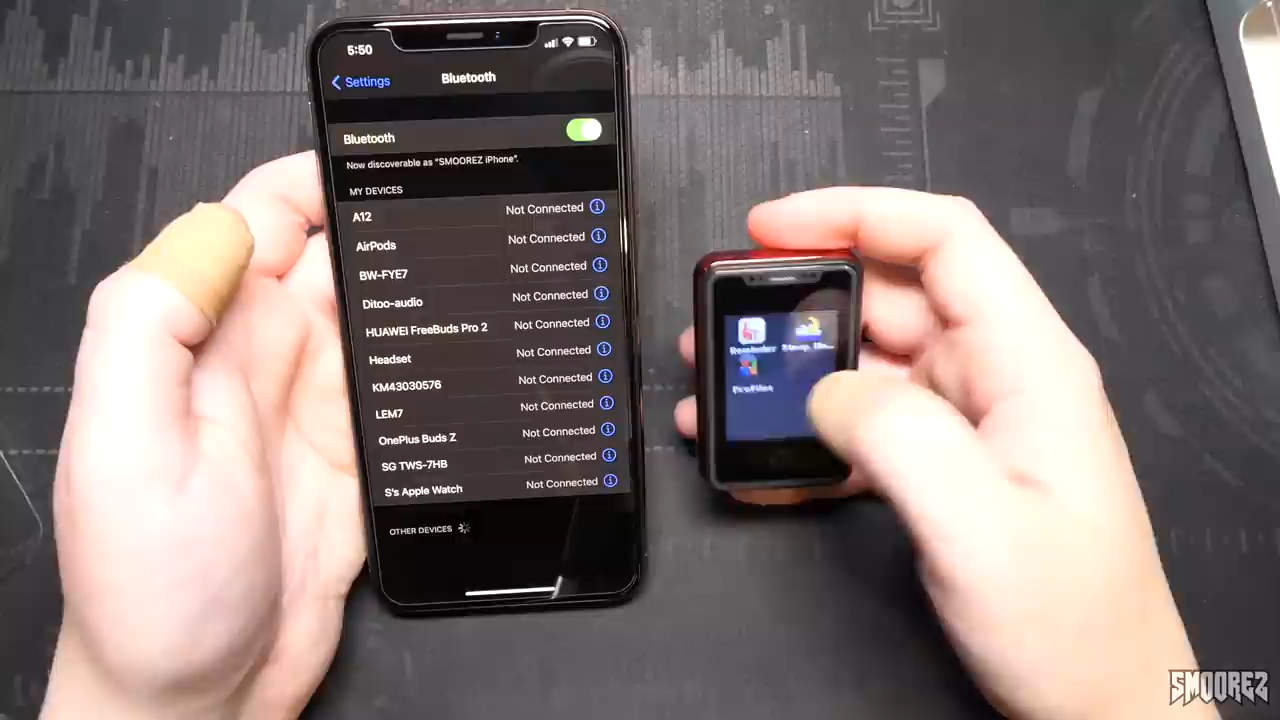 5:50
Settings
Bluetooth
Bluetooth
Now discoverable as "SMOOREZ iPhone".
MY DEVICES
A12 Not Connected
AirPods Not Connected
BW-FYE7 Not Connected
Ditoo-audio Not Connected
HUAWEI FreeBuds Pro 2 Not Connected
Headset Not Connected
KM43030576 Not Connected
LEM7 Not Connected
OnePlus Buds Z Not Connected
SG TWS-7HB Not Connected
S's Apple Watch Not Connected
OTHER DEVICES
Reminder
Profiles
SMOOREZ